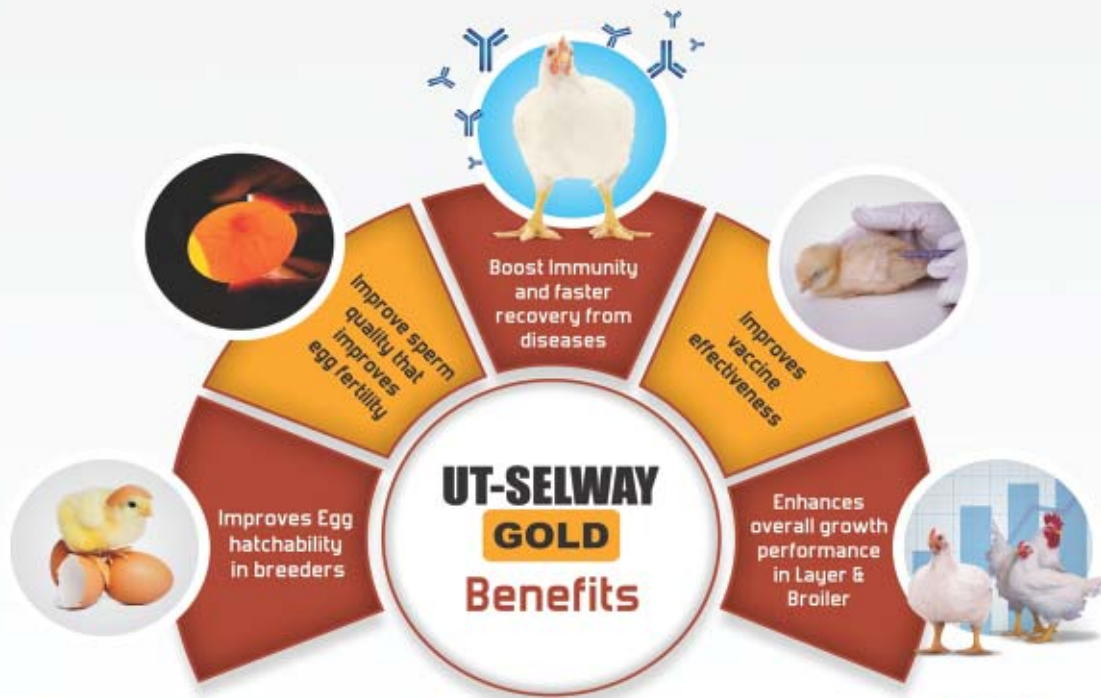 Boost Immunity
and faster
recovery from
diseases
Improve sperm
quality that
improves
egg fertility
Improves
vaccine
effectiveness
Improves Egg
hatchability
in breeders
UT-SELWAY
GOLD
Benefits
Enhances
overall growth
performance
in Layer &
Broiler